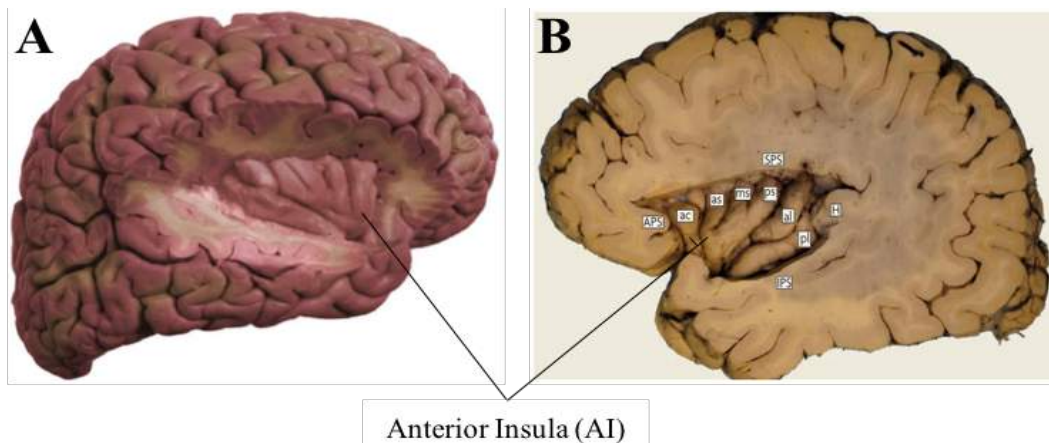 A
B
SPS
as
ms
ps
APS
ac
al
H
pl
IPS
Anterior Insula (AI)